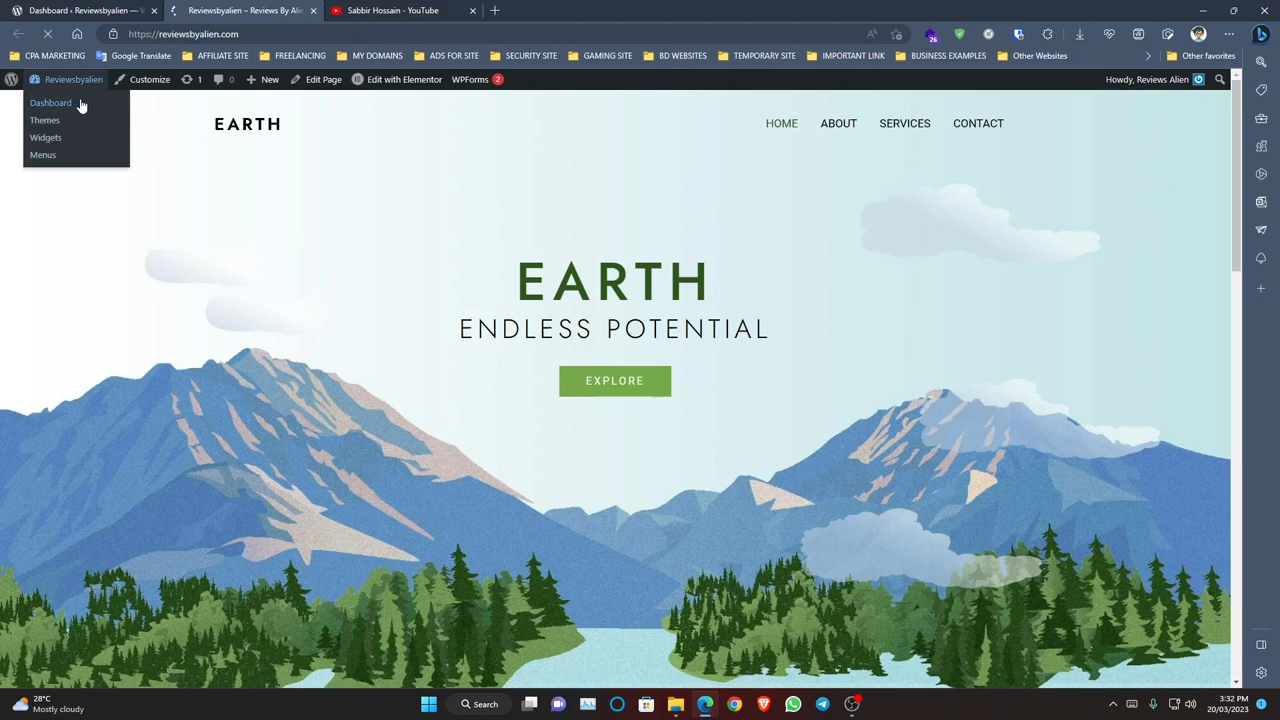 Dashboard ‹ Reviewsbyalien — W
Reviewsbyalien – Reviews By Alie
Sabbir Hossain - YouTube
https://reviewsbyalien.com
26
CPA MARKETING
Google Translate
AFFILIATE SITE
FREELANCING
MY DOMAINS
ADS FOR SITE
SECURITY SITE
GAMING SITE
BD WEBSITES
TEMPORARY SITE
IMPORTANT LINK
BUSINESS EXAMPLES
Other Websites
Other favorites
Reviewsbyalien
Customize
1
0
New
Edit Page
Edit with Elementor
WPForms 2
Howdy, Reviews Alien
Dashboard
Themes
Widgets
Menus
EARTH
HOME
ABOUT
SERVICES
CONTACT
EARTH
ENDLESS POTENTIAL
EXPLORE
28°C
Mostly cloudy
Search
3:32 PM
20/03/2023
1